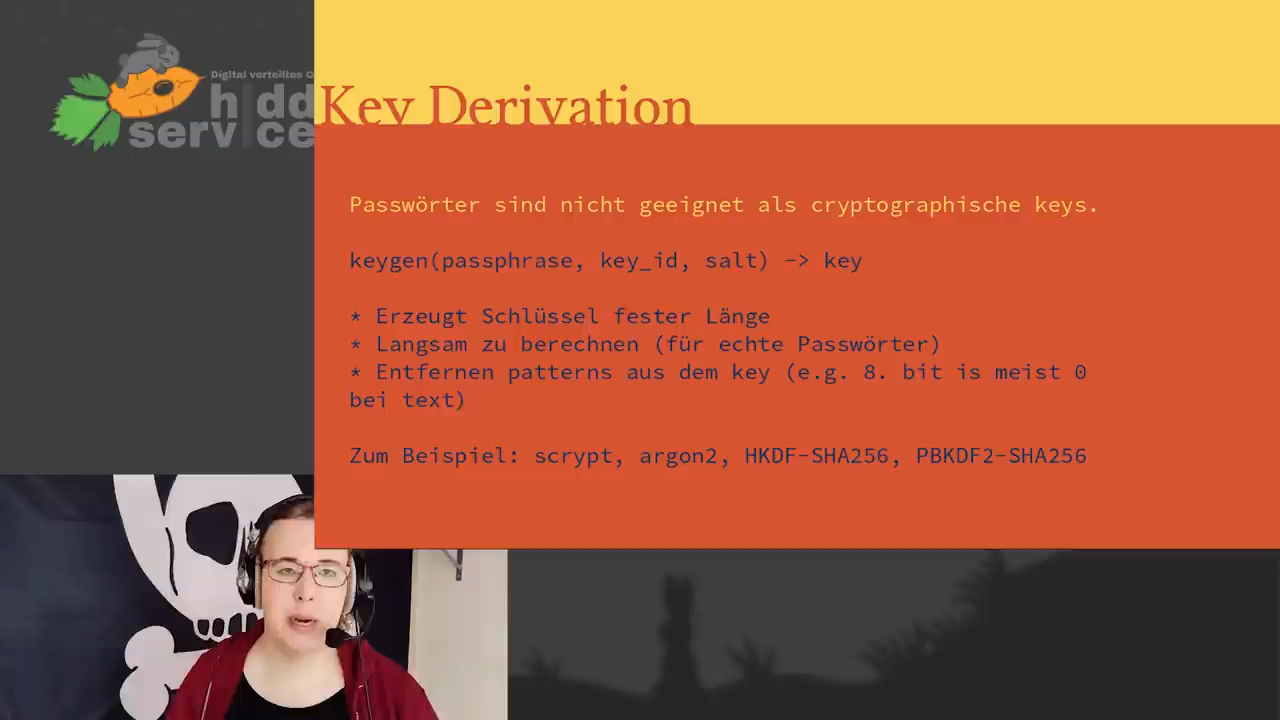 Digital verteiltes O
hidd
service
Key Derivation
Passwörter sind nicht geeignet als cryptographische keys.
keygen(passphrase, key_id, salt) -> key
* Erzeugt Schlüssel fester Länge
* Langsam zu berechnen (für echte Passwörter)
* Entfernen patterns aus dem key (e.g. 8. bit is meist 0
bei text)
Zum Beispiel: scrypt, argon2, HKDF-SHA256, PBKDF2-SHA256